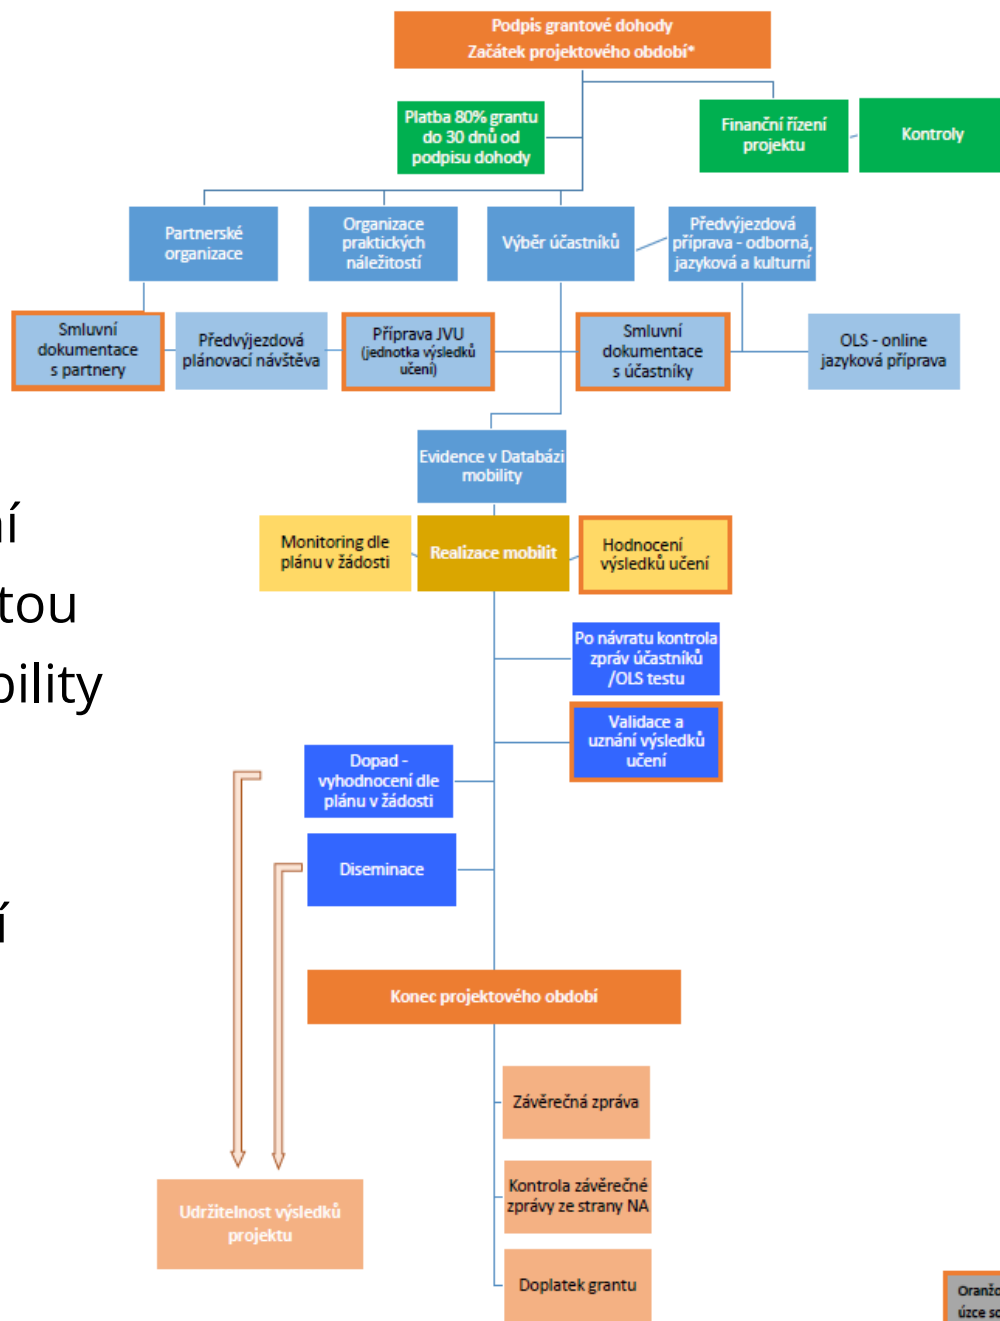 Podpis grantové dohody
Začátek projektového období*
Platba 80% grantu
do 30 dnů od
podpisu dohody
Finanční řízení
projektu
Kontroly
Partnerské
organizace
Organizace
praktických
náležitostí
Výběr účastníků
Předvýjezdová
příprava - odborná,
jazyková a kulturní
Smluvní
dokumentace
s partnery
Předvýjezdová
plánovací návštěva
Příprava JVU
(jednotka výsledků
učení)
Smluvní
dokumentace
s účastníky
OLS - online
jazyková příprava
Evidence v Databázi
mobility
Monitoring dle
plánu v žádosti
Realizace mobilit
Hodnocení
výsledků učení
Po návratu kontrola
zpráv účastníků
/OLS testu
Validace a
uznání výsledků
učení
Dopad -
vyhodnocení dle
plánu v žádosti
Diseminace
Konec projektového období
Závěrečná zpráva
Kontrola závěrečné
zprávy ze strany NA
Doplatek grantu
Udržitelnost výsledků
projektu
úzce